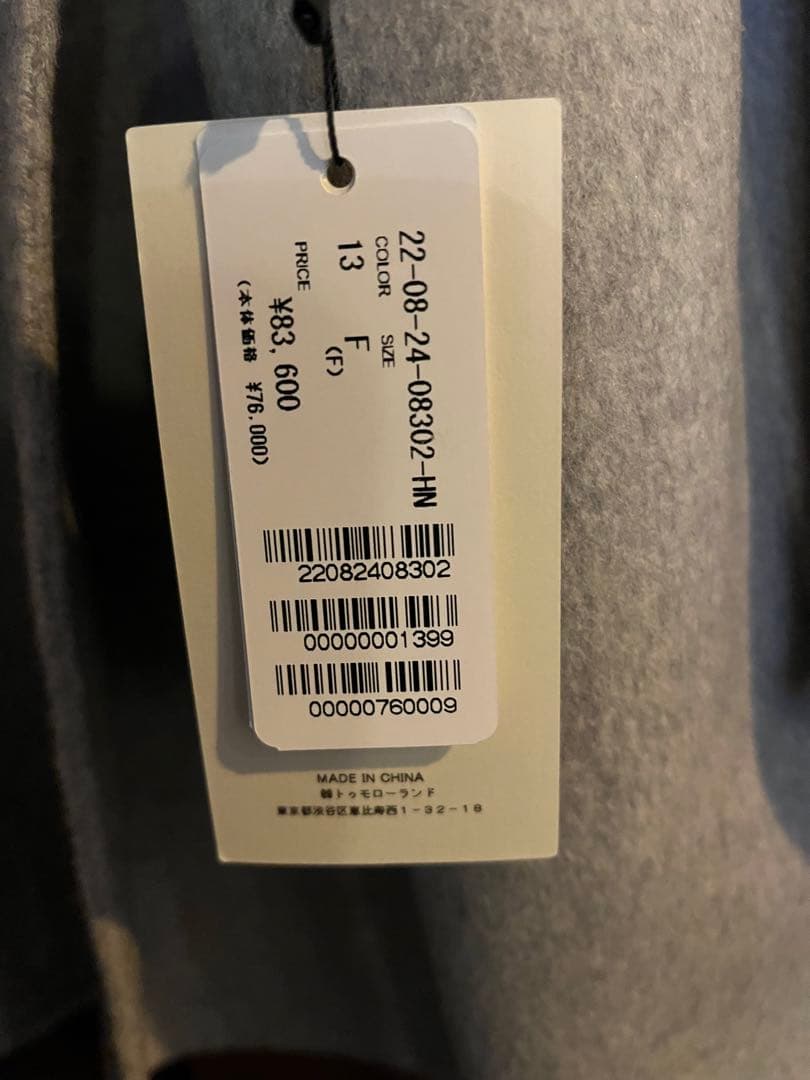 22-08-24-08302-HN
COLOR SIZE
13 F
(F)
PRICE
¥83,600
(本体価格 ¥76,000)
22082408302
00000001399
00000760009
MADE IN CHINA
㈱トゥモローランド
東京都渋谷区恵比寿西1-32-18